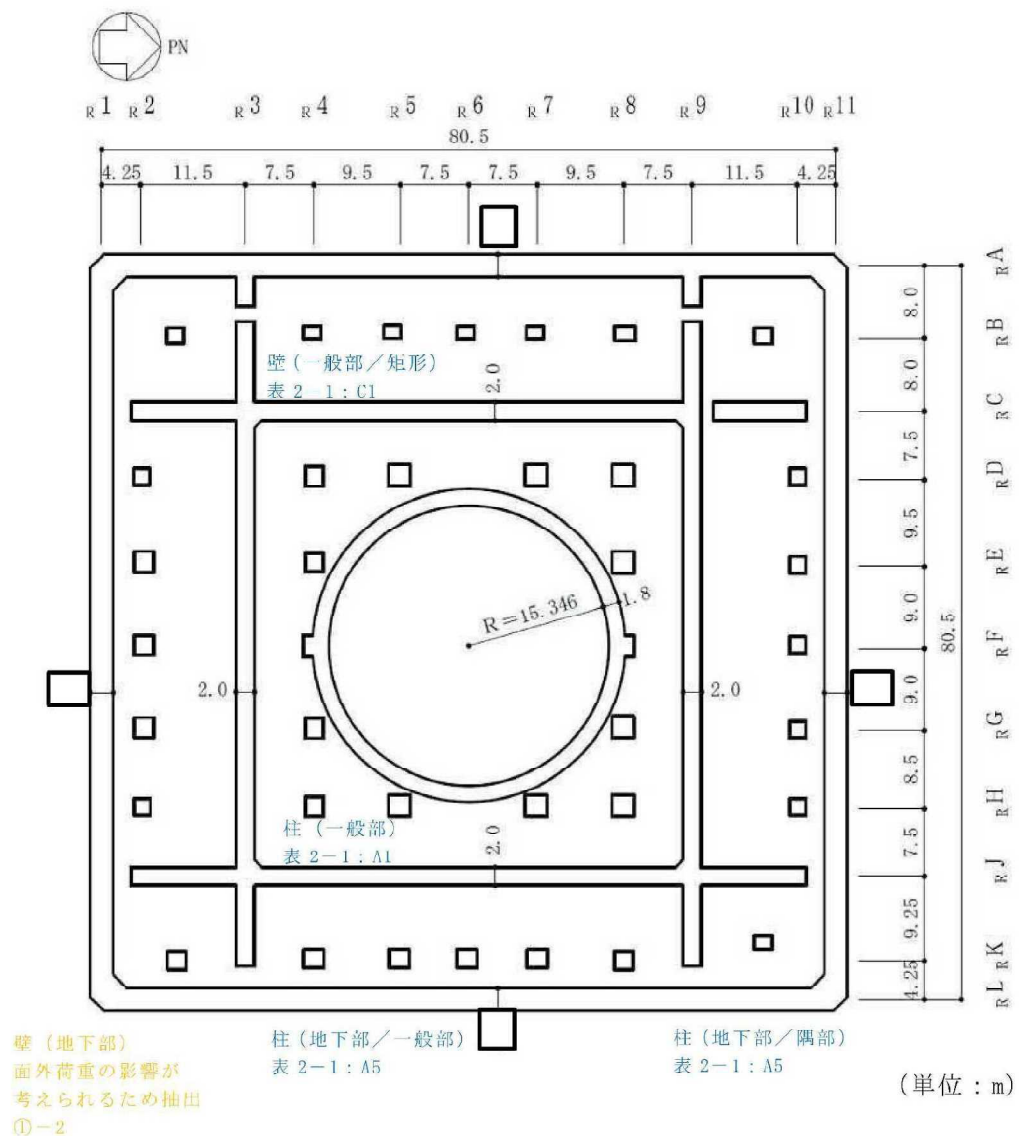 PN
R1 R2 R3 R4 R5 R6 R7 R8 R9 R10 R11
80.5
4.25 11.5 7.5 9.5 7.5 7.5 9.5 7.5 11.5 4.25
RA
8.0
RB
8.0
RC
7.5
RD
9.5
RE
9.0
RF
9.0
RG
8.5
RH
7.5
RJ
9.25
RK
4.25
RL
80.5
壁(一般部/矩形)
表2-1:C1
2.0
R=15.346
1.8
2.0
2.0
柱(一般部)
表2-1:A1
2.0
壁(地下部)
面外荷重の影響が
考えられるため抽出
①-2
柱(地下部/一般部)
表2-1:A5
柱(地下部/隅部)
表2-1:A5
(単位:m)